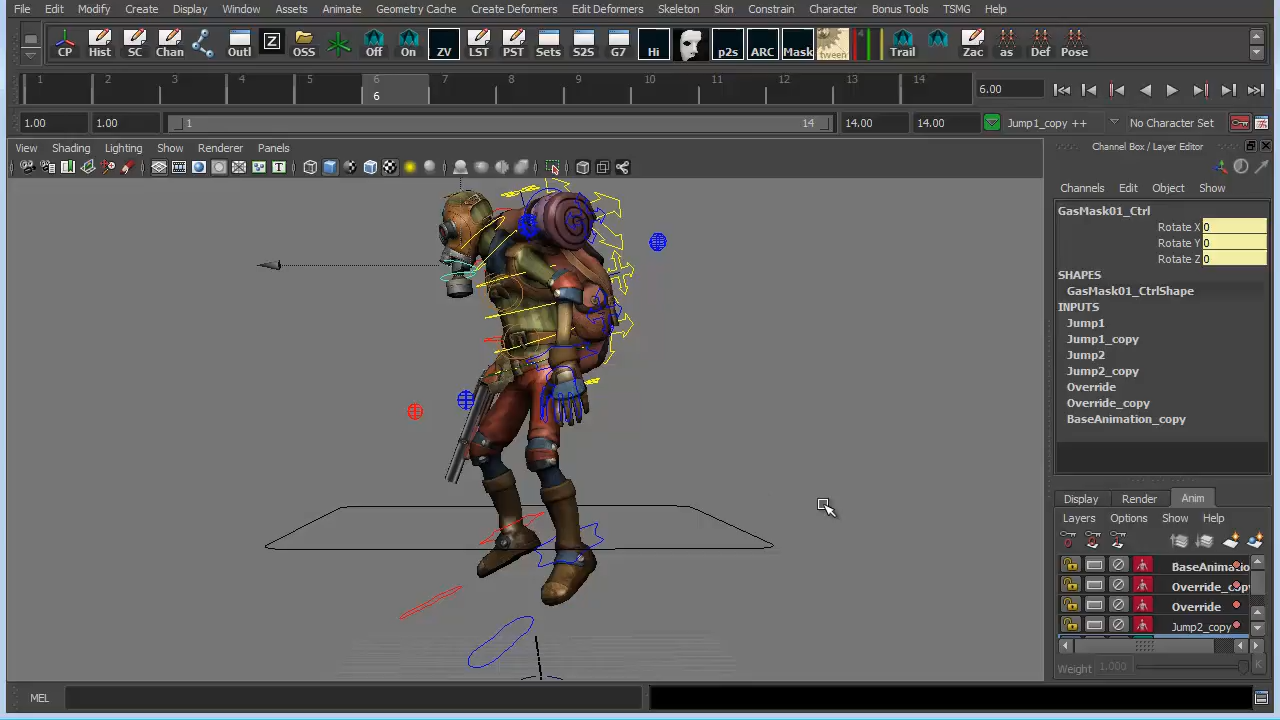 File Edit Modify Create Display Window Assets Animate Geometry Cache Create Deformers Edit Deformers Skeleton Skin Constrain Character Bonus Tools TSMG Help
CP Hist SC Chan Outl Z OSS Off On ZV LST PST Sets S2S G7 Hi p2s ARC Mask tween Trail Zac as Def Pose
1 2 3 4 5 6 7 8 9 10 11 12 13 14
6
6.00
1.00 1.00 1 14 14.00 14.00 Jump1_copy ++ No Character Set
View Shading Lighting Show Renderer Panels
T
Channel Box / Layer Editor
Channels Edit Object Show
GasMask01_Ctrl
Rotate X 0
Rotate Y 0
Rotate Z 0
SHAPES
GasMask01_CtrlShape
INPUTS
Jump1
Jump1_copy
Jump2
Jump2_copy
Override
Override_copy
BaseAnimation_copy
Display Render Anim
Layers Options Show Help
Override
Jump2_copy
Weight 1.000 K
MEL